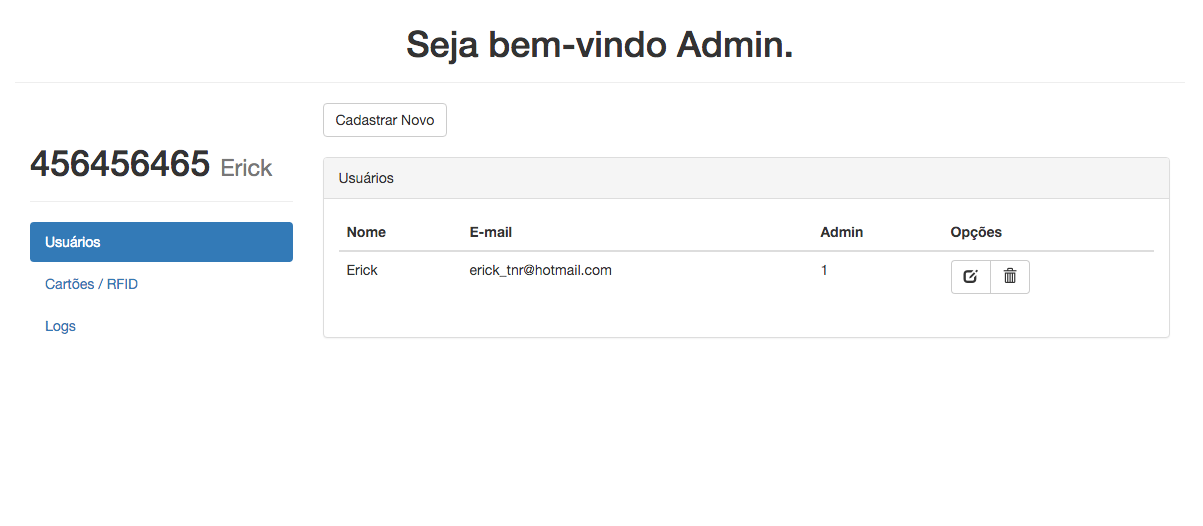 Seja bem-vindo Admin.
456456465 Erick
Usuários
Cartões / RFID
Logs
Cadastrar Novo
Usuários
Nome E-mail Admin Opções
Erick erick_tnr@hotmail.com 1